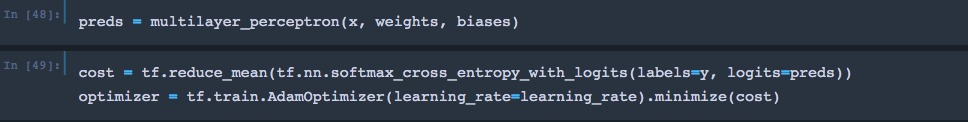 In [48]: preds = multilayer_perceptron(x, weights, biases)
In [49]: cost = tf.reduce_mean(tf.nn.softmax_cross_entropy_with_logits(labels=y, logits=preds))
optimizer = tf.train.AdamOptimizer(learning_rate=learning_rate).minimize(cost)